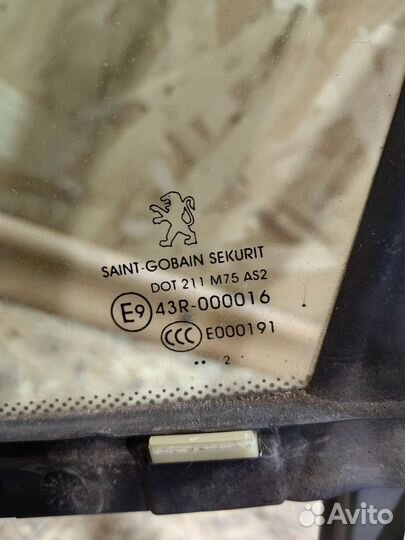 SAINT-GOBAIN SEKURIT
DOT 211 M75 AS2
E9 43R-000016
CCC E000191
.. 2
Avito